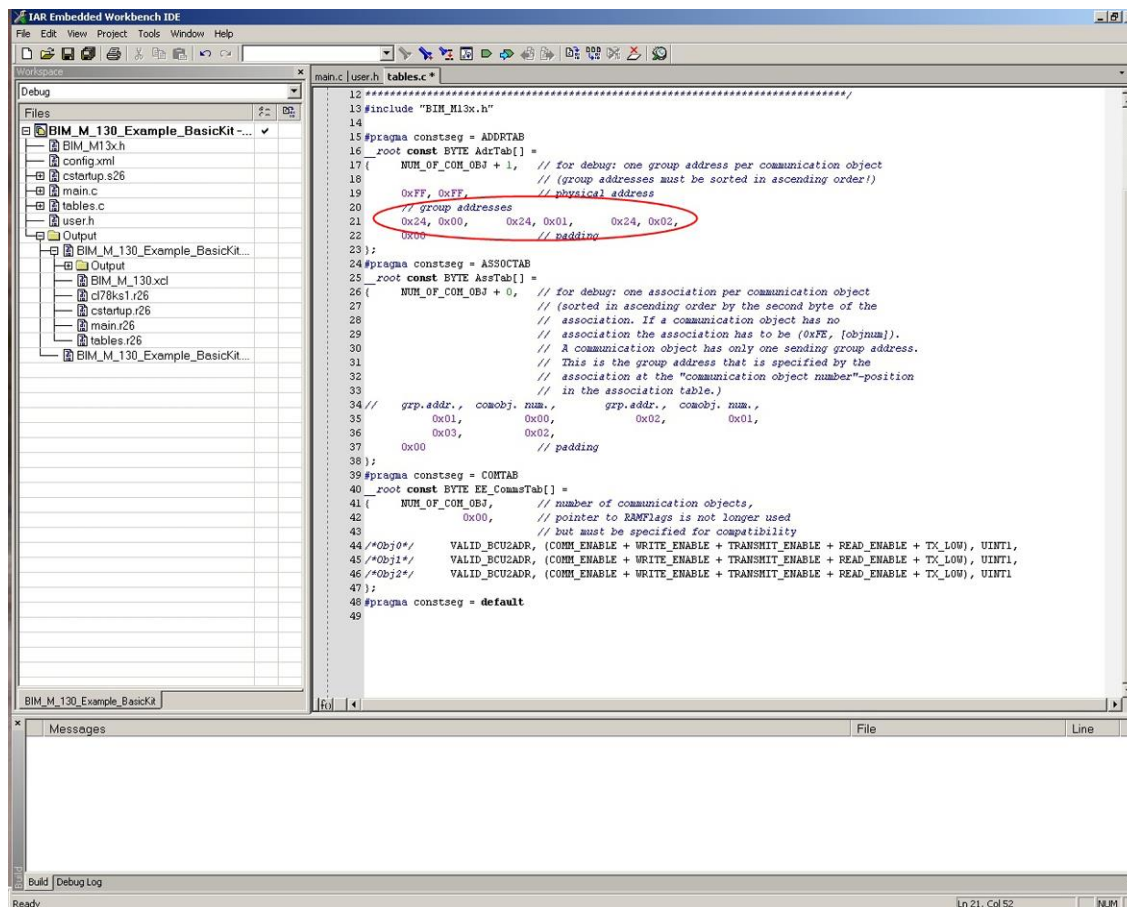 IAR Embedded Workbench IDE
File Edit View Project Tools Window Help
Workspace
Debug
Files
BIM_M_130_Example_BasicKit -...
BIM_M13x.h
config.xml
cstartup.s26
main.c
tables.c
user.h
Output
BIM_M_130_Example_BasicKit...
Output
BIM_M_130.xcl
cl78ks1.r26
cstartup.r26
main.r26
tables.r26
BIM_M_130_Example_BasicKit...
BIM_M_130_Example_BasicKit
main.c | user.h | tables.c *
12 *******************************************************************************/
13 #include "BIM_M13x.h"
14
15 #pragma constseg = ADDRTAB
16 __root const BYTE AdrTab[] =
17 { NUM_OF_COM_OBJ + 1, // for debug: one group address per communication object
18 // (group addresses must be sorted in ascending order!)
19 0xFF, 0xFF, // physical address
20 // group addresses
21 0x24, 0x00, 0x24, 0x01, 0x24, 0x02,
22 0x00 // padding
23 };
24 #pragma constseg = ASSOCTAB
25 __root const BYTE AssTab[] =
26 { NUM_OF_COM_OBJ + 0, // for debug: one association per communication object
27 // (sorted in ascending order by the second byte of the
28 // association. If a communication object has no
29 // association the association has to be (0xFE, [objnum]).
30 // A communication object has only one sending group address.
31 // This is the group address that is specified by the
32 // association at the "communication object number"-position
33 // in the association table.)
34 // grp.addr., comobj. num., grp.addr., comobj. num.,
35 0x01, 0x00, 0x02, 0x01,
36 0x03, 0x02,
37 0x00 // padding
38 };
39 #pragma constseg = COMTAB
40 __root const BYTE EE_CommsTab[] =
41 { NUM_OF_COM_OBJ, // number of communication objects,
42 0x00, // pointer to RAMFlags is not longer used
43 // but must be specified for compatibility
44 /*Obj0*/ VALID_BCU2ADR, (COMM_ENABLE + WRITE_ENABLE + TRANSMIT_ENABLE + READ_ENABLE + TX_LOW), UINT1,
45 /*Obj1*/ VALID_BCU2ADR, (COMM_ENABLE + WRITE_ENABLE + TRANSMIT_ENABLE + READ_ENABLE + TX_LOW), UINT1,
46 /*Obj2*/ VALID_BCU2ADR, (COMM_ENABLE + WRITE_ENABLE + TRANSMIT_ENABLE + READ_ENABLE + TX_LOW), UINT1
47 };
48 #pragma constseg = default
49
f()
Messages File Line
Build
Build Debug Log
Ready Ln 21, Col 52 NUM